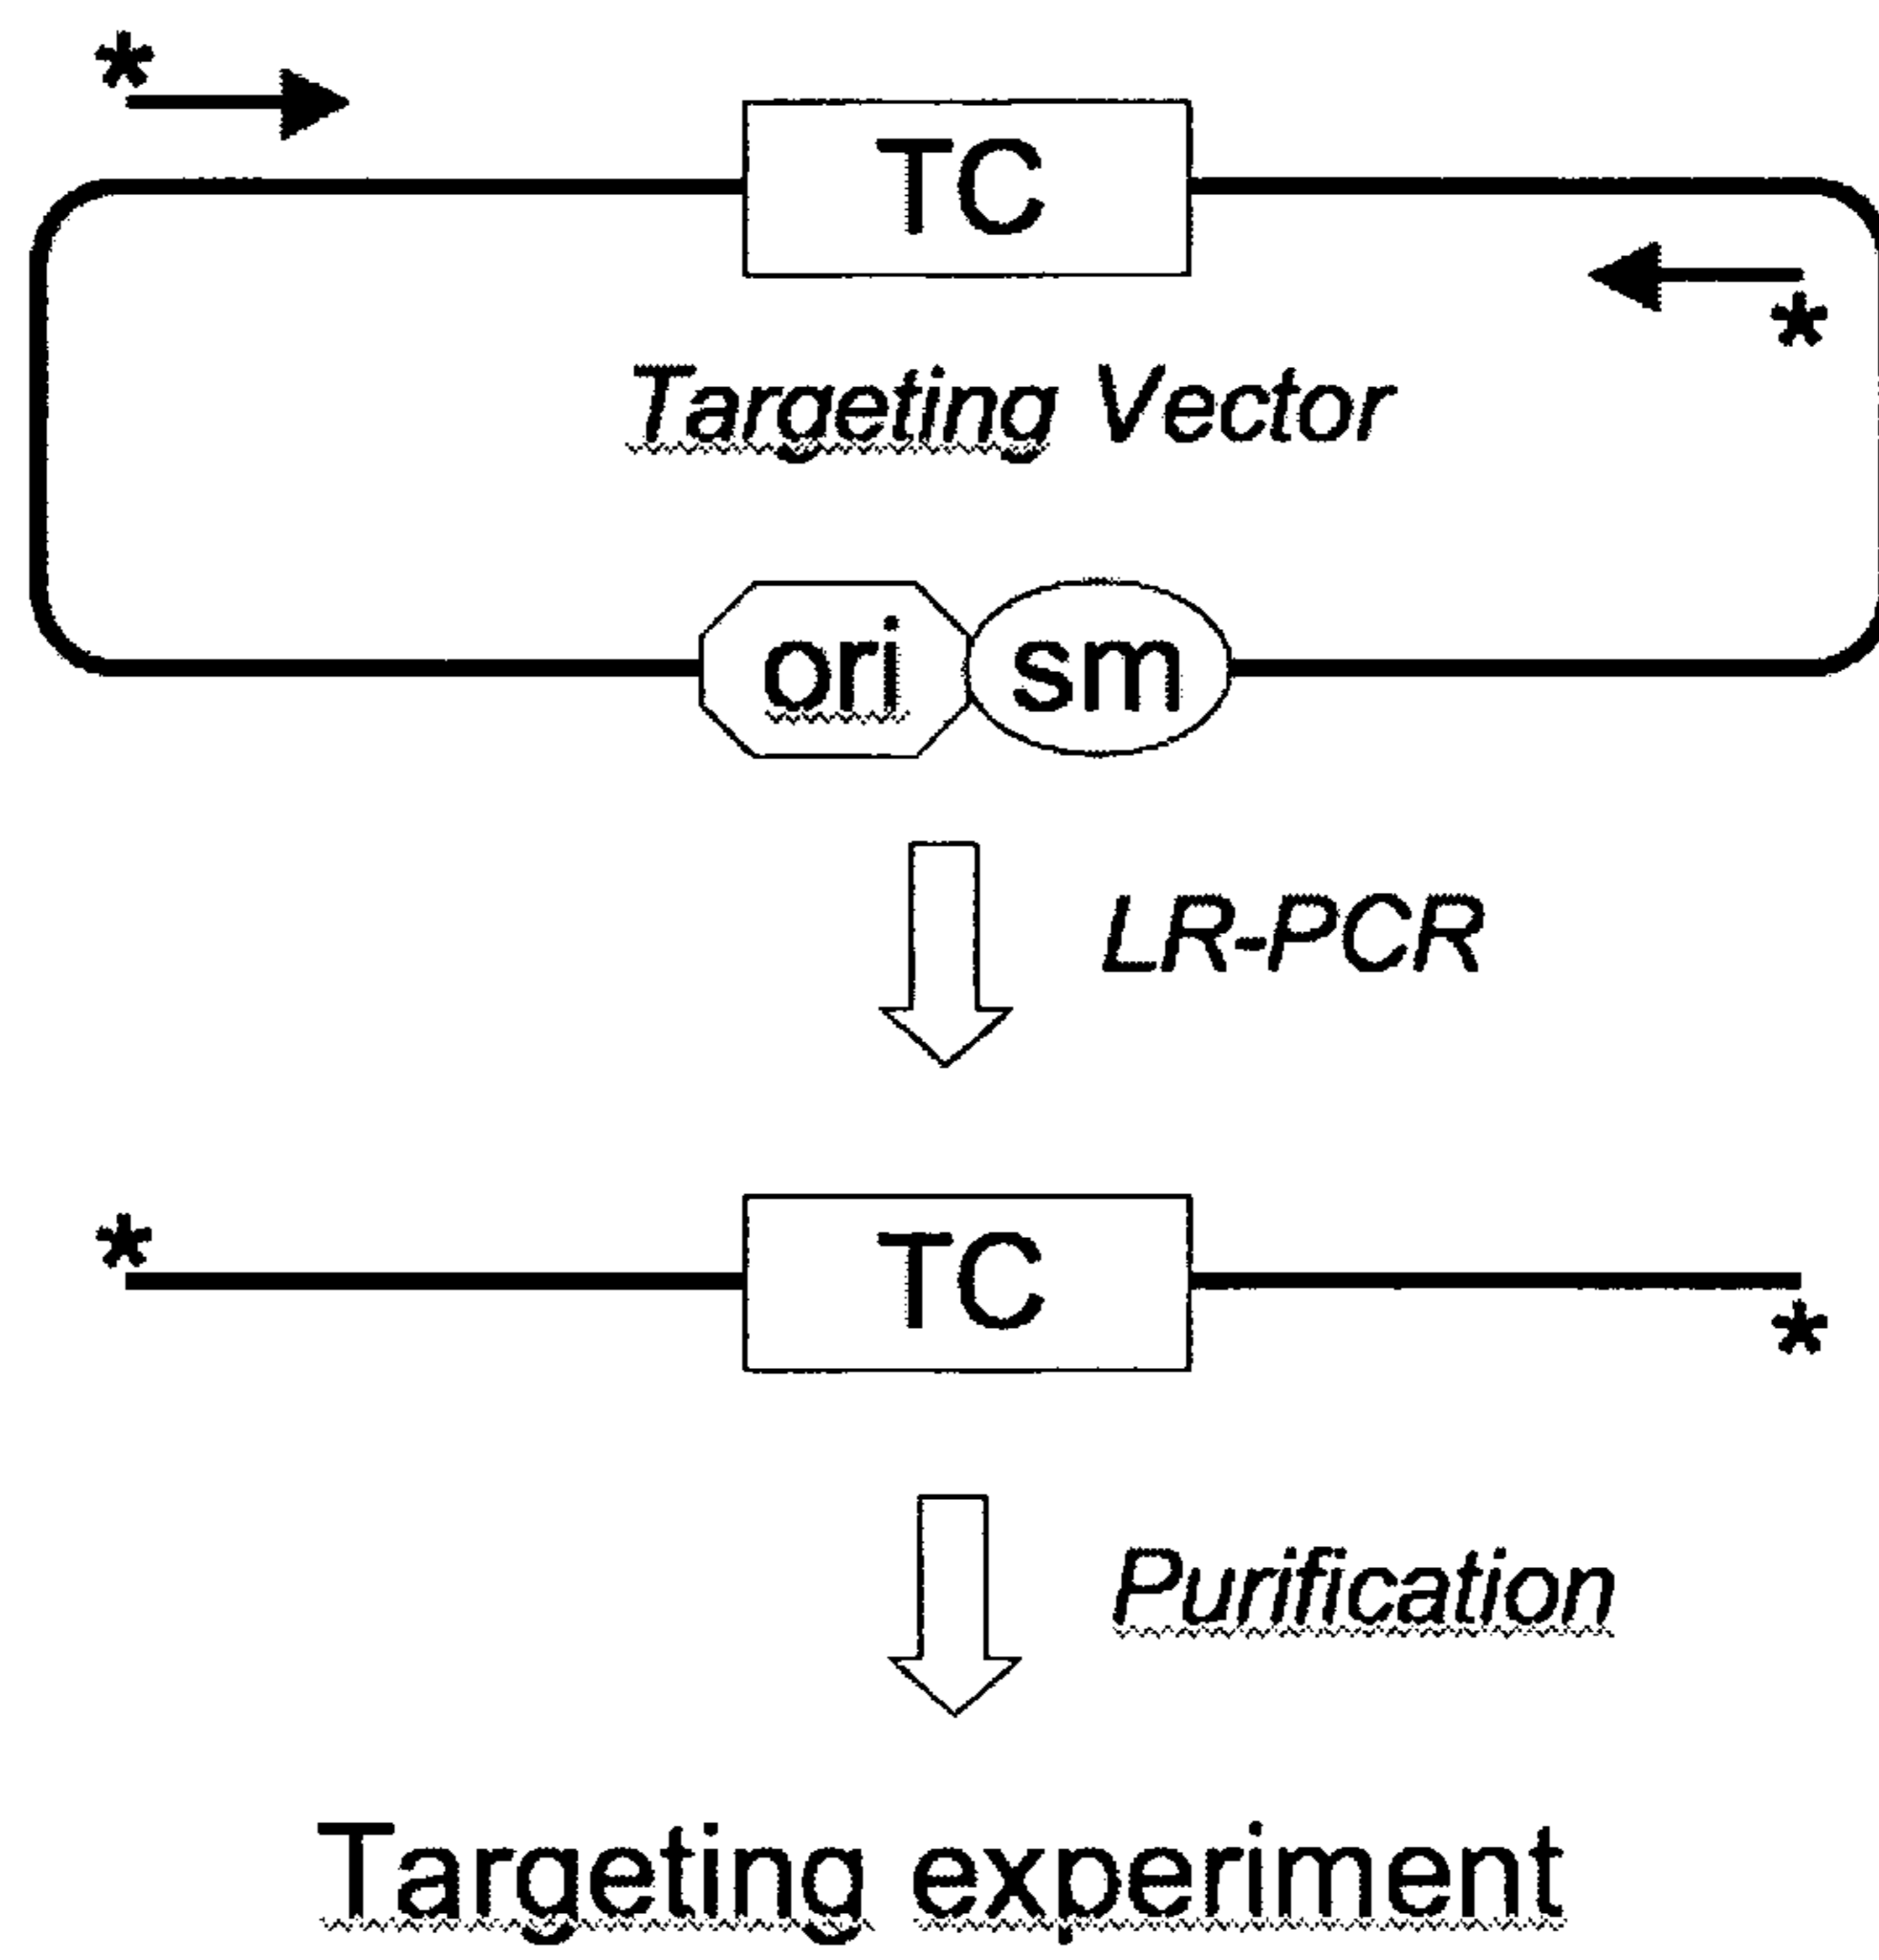 *
TC
*
Targeting Vector
ori sm
LR-PCR
*
TC
*
Purification
Targeting experiment